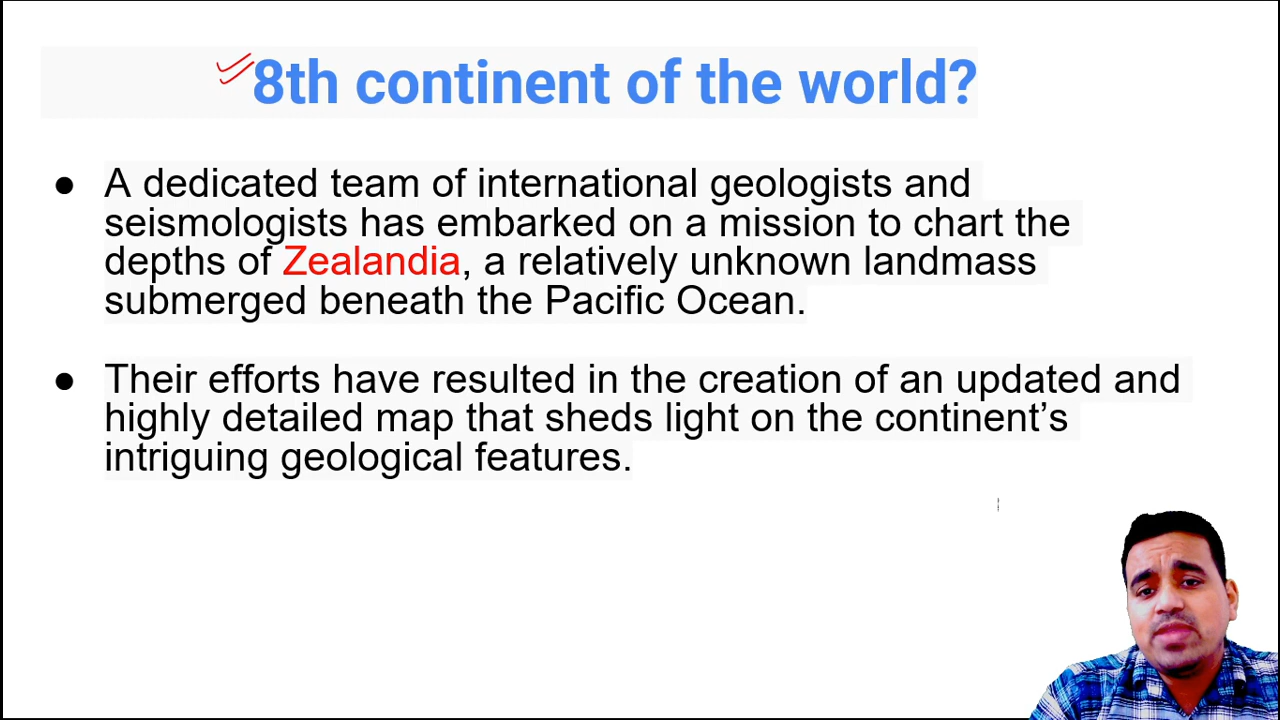 8th continent of the world?
● A dedicated team of international geologists and
seismologists has embarked on a mission to chart the
depths of Zealandia, a relatively unknown landmass
submerged beneath the Pacific Ocean.
● Their efforts have resulted in the creation of an updated and
highly detailed map that sheds light on the continent’s
intriguing geological features.